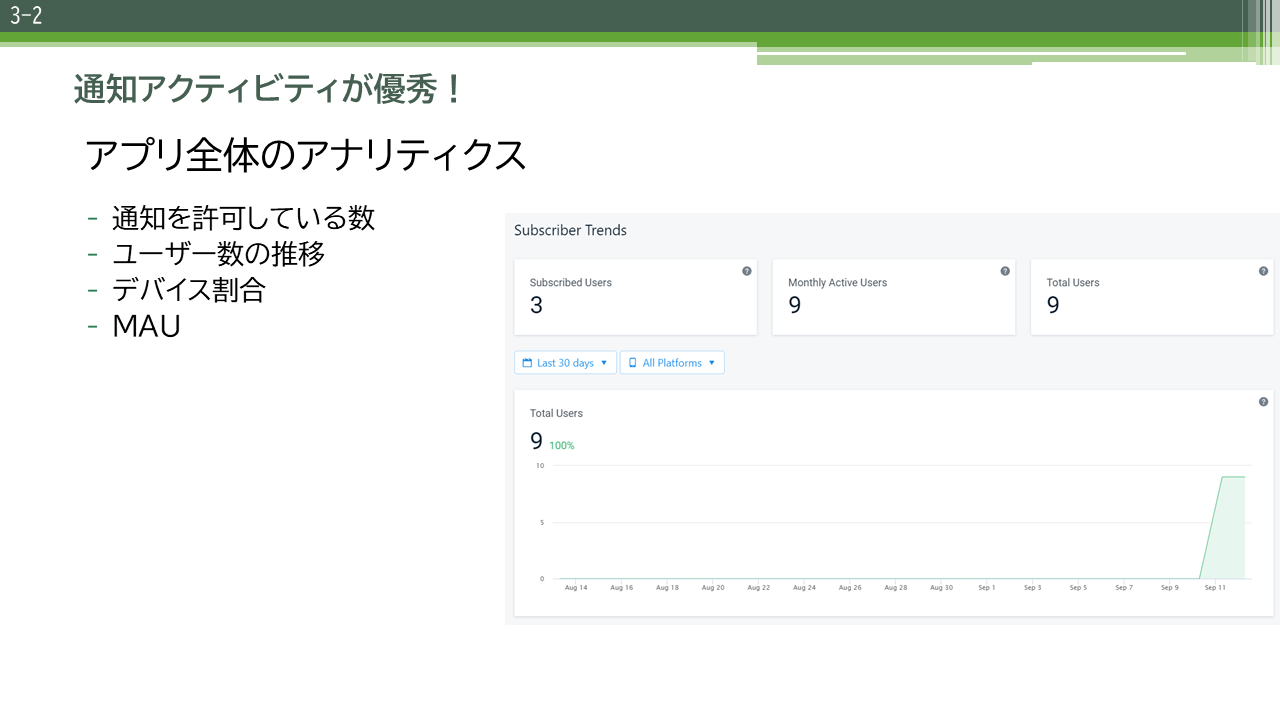 3-2
通知アクティビティが優秀！
アプリ全体のアナリティクス
- 通知を許可している数
- ユーザー数の推移
- デバイス割合
- MAU
Subscriber Trends
Subscribed Users
3
Monthly Active Users
9
Total Users
9
Last 30 days
All Platforms
Total Users
9 100%
10
5
0
Aug 14 Aug 16 Aug 18 Aug 20 Aug 22 Aug 24 Aug 26 Aug 28 Aug 30 Sep 1 Sep 3 Sep 5 Sep 7 Sep 9 Sep 11